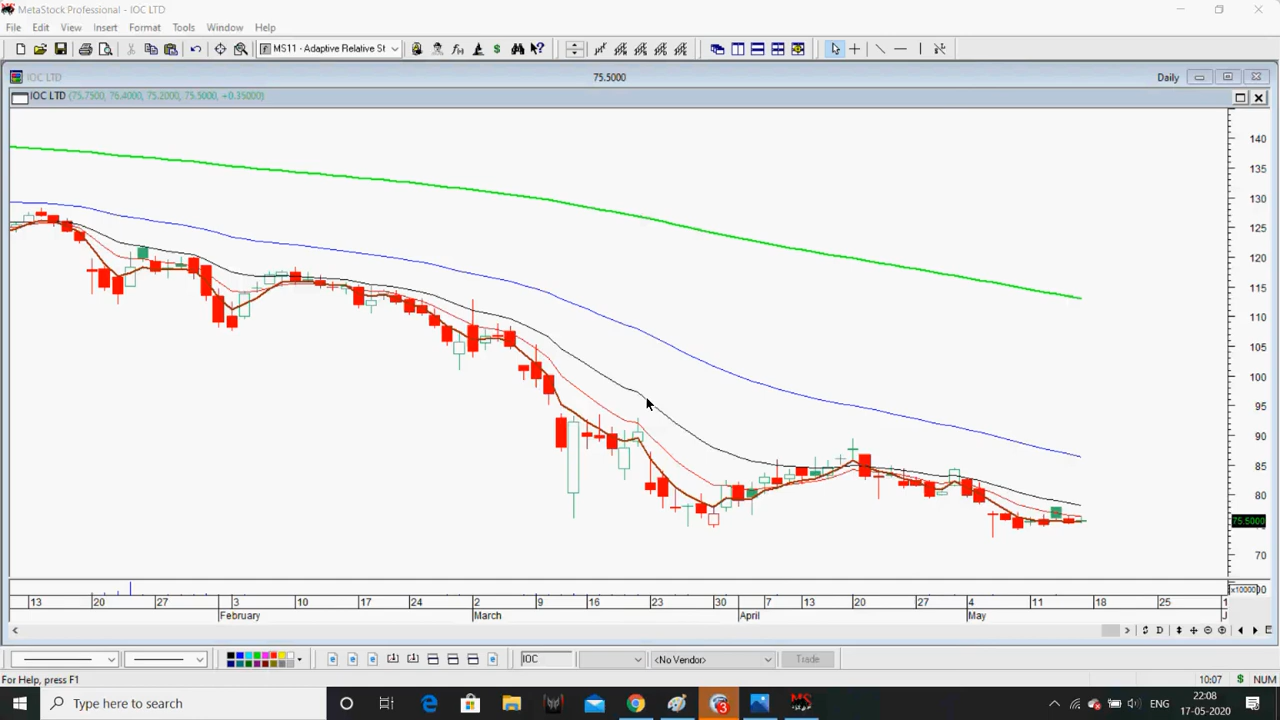 MetaStock Professional - IOC LTD
File Edit View Insert Format Tools Window Help
MS11 - Adaptive Relative St
IOC LTD 75.5000 Daily
IOC LTD (75.7500, 76.4000, 75.2000, 75.5000, +0.35000)
140
130
120
115
110
105
100
95
90
85
80
75.5000
70
x10000
13 20 27 3 10 17 24 2 9 16 23 30 7 13 20 27 4 11 18 25 1
February March April May J
IOC <No Vendor> Trade
For Help, press F1 10:07 $ NUM
Type here to search
3
ENG
22:08
17-05-2020